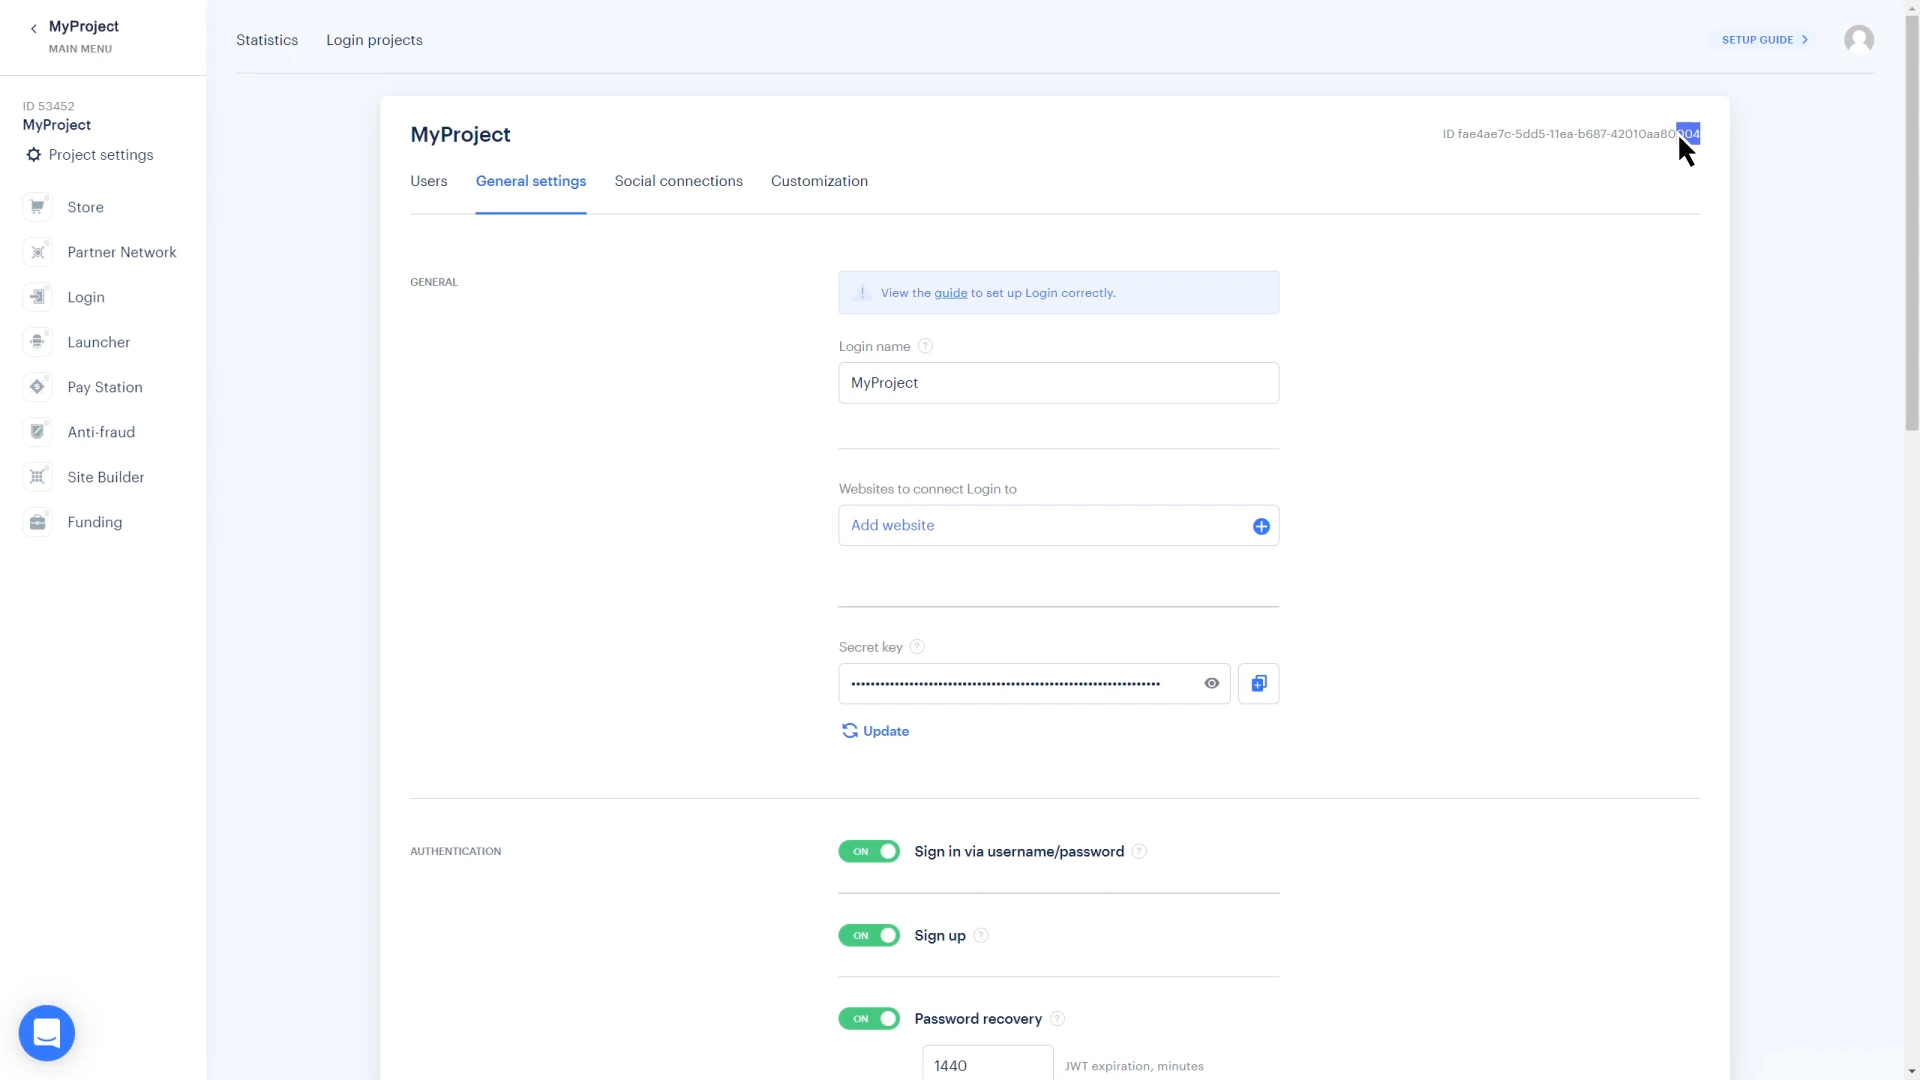 MyProject
MAIN MENU
ID 53452
MyProject
Project settings
Store
Partner Network
Login
Launcher
Pay Station
Anti-fraud
Site Builder
Funding
Statistics
Login projects
SETUP GUIDE
MyProject
ID fae4ae7c-5dd5-11ea-b687-42010aa80004
Users
General settings
Social connections
Customization
GENERAL
View the guide to set up Login correctly.
Login name ?
MyProject
Websites to connect Login to
Add website
Secret key ?
Update
AUTHENTICATION
ON Sign in via username/password ?
ON Sign up ?
ON Password recovery ?
1440 JWT expiration, minutes